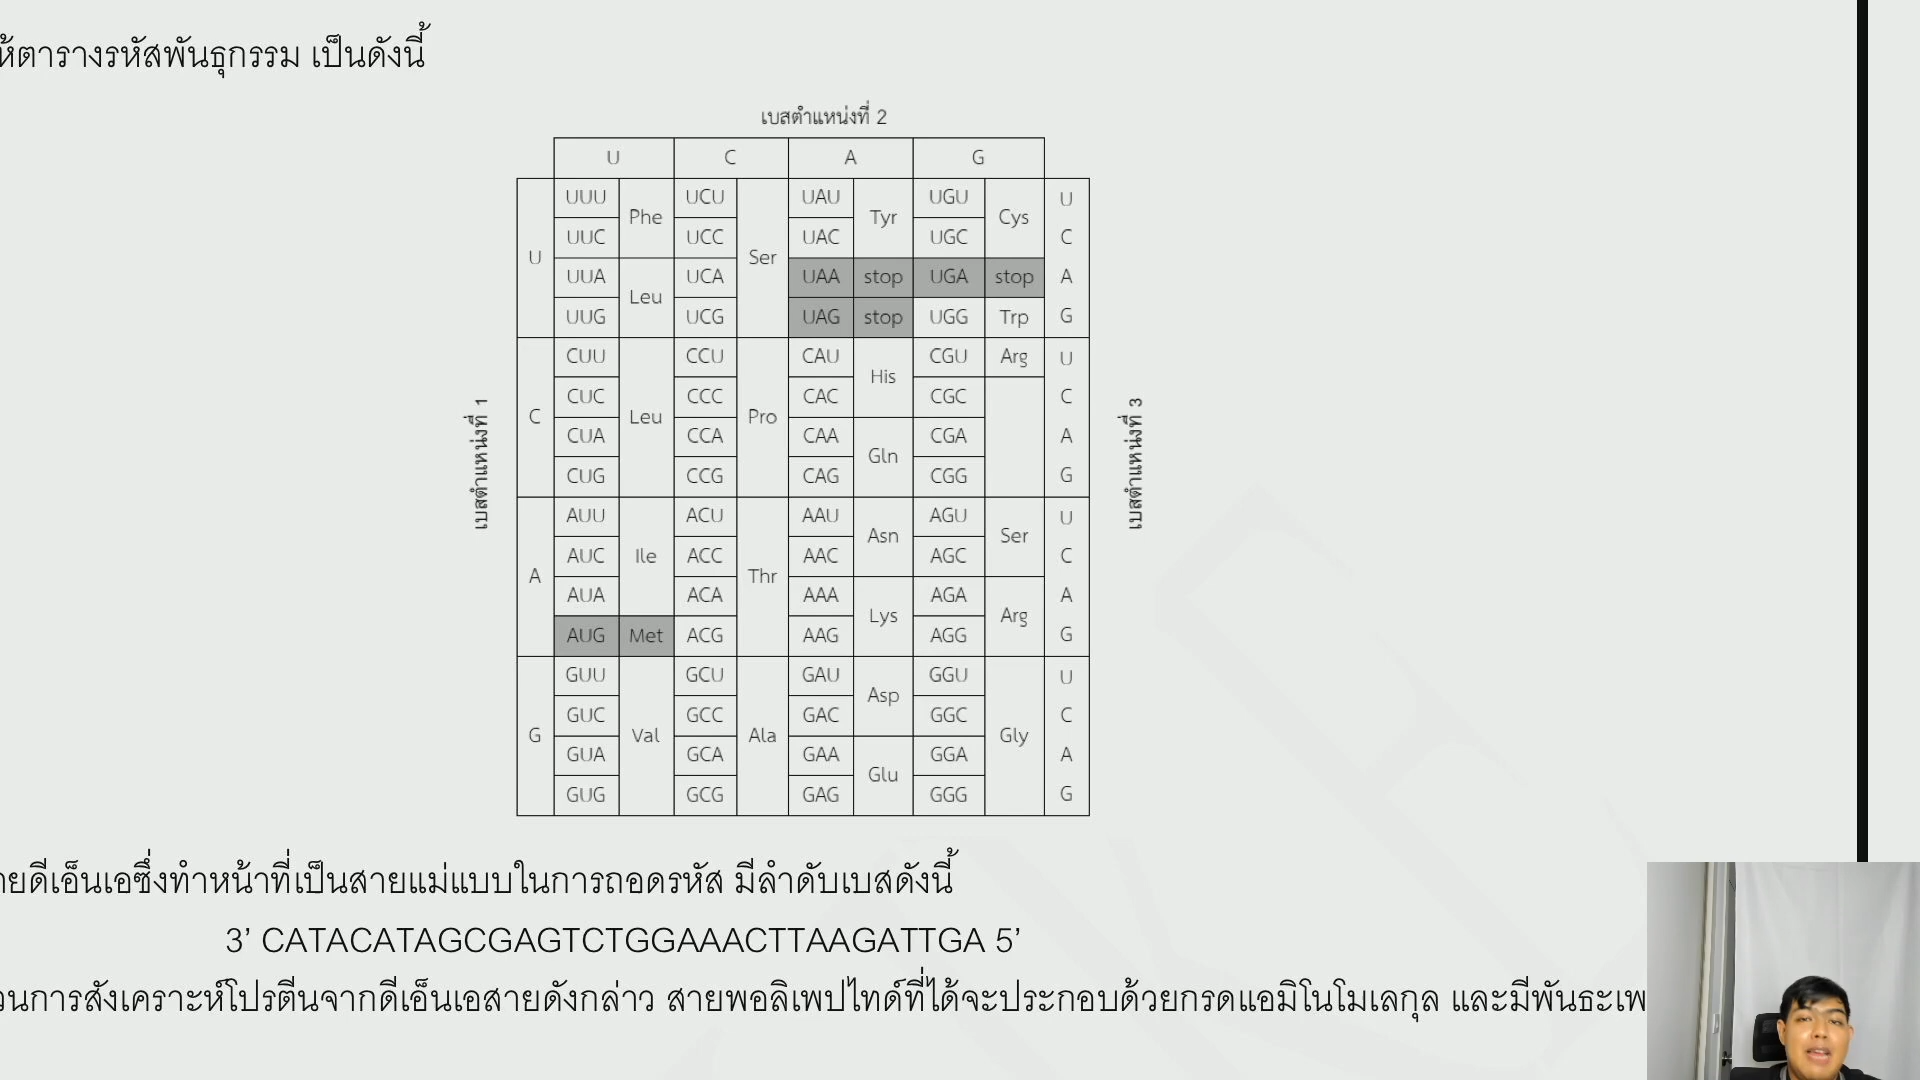 ห้ตารางรหัสพันธุกรรม เป็นดังนี้
เบสตำแหน่งที่ 2
U C A G
UUU UCU UAU UGU U
Phe Tyr Cys
UUC UCC UAC UGC C
U Ser
UUA UCA UAA stop UGA stop A
Leu
UUG UCG UAG stop UGG Trp G
CUU CCU CAU CGU Arg U
His
CUC CCC CAC CGC C
เบสตำแหน่งที่ 1 C Leu Pro เบสตำแหน่งที่ 3
CUA CCA CAA CGA A
Gln
CUG CCG CAG CGG G
AUU ACU AAU AGU U
Asn Ser
AUC Ile ACC AAC AGC C
A Thr
AUA ACA AAA AGA A
Lys Arg
AUG Met ACG AAG AGG G
GUU GCU GAU GGU U
Asp
GUC GCC GAC GGC C
G Val Ala Gly
GUA GCA GAA GGA A
Glu
GUG GCG GAG GGG G
ายดีเอ็นเอซึ่งทำหน้าที่เป็นสายแม่แบบในการถอดรหัส มีลำดับเบสดังนี้
3’ CATACATAGCGAGTCTGGAAACTTAAGATTGA 5’
วนการสังเคราะห์โปรตีนจากดีเอ็นเอสายดังกล่าว สายพอลิเพปไทด์ที่ได้จะประกอบด้วยกรดแอมิโนโมเลกุล และมีพันธะเพ